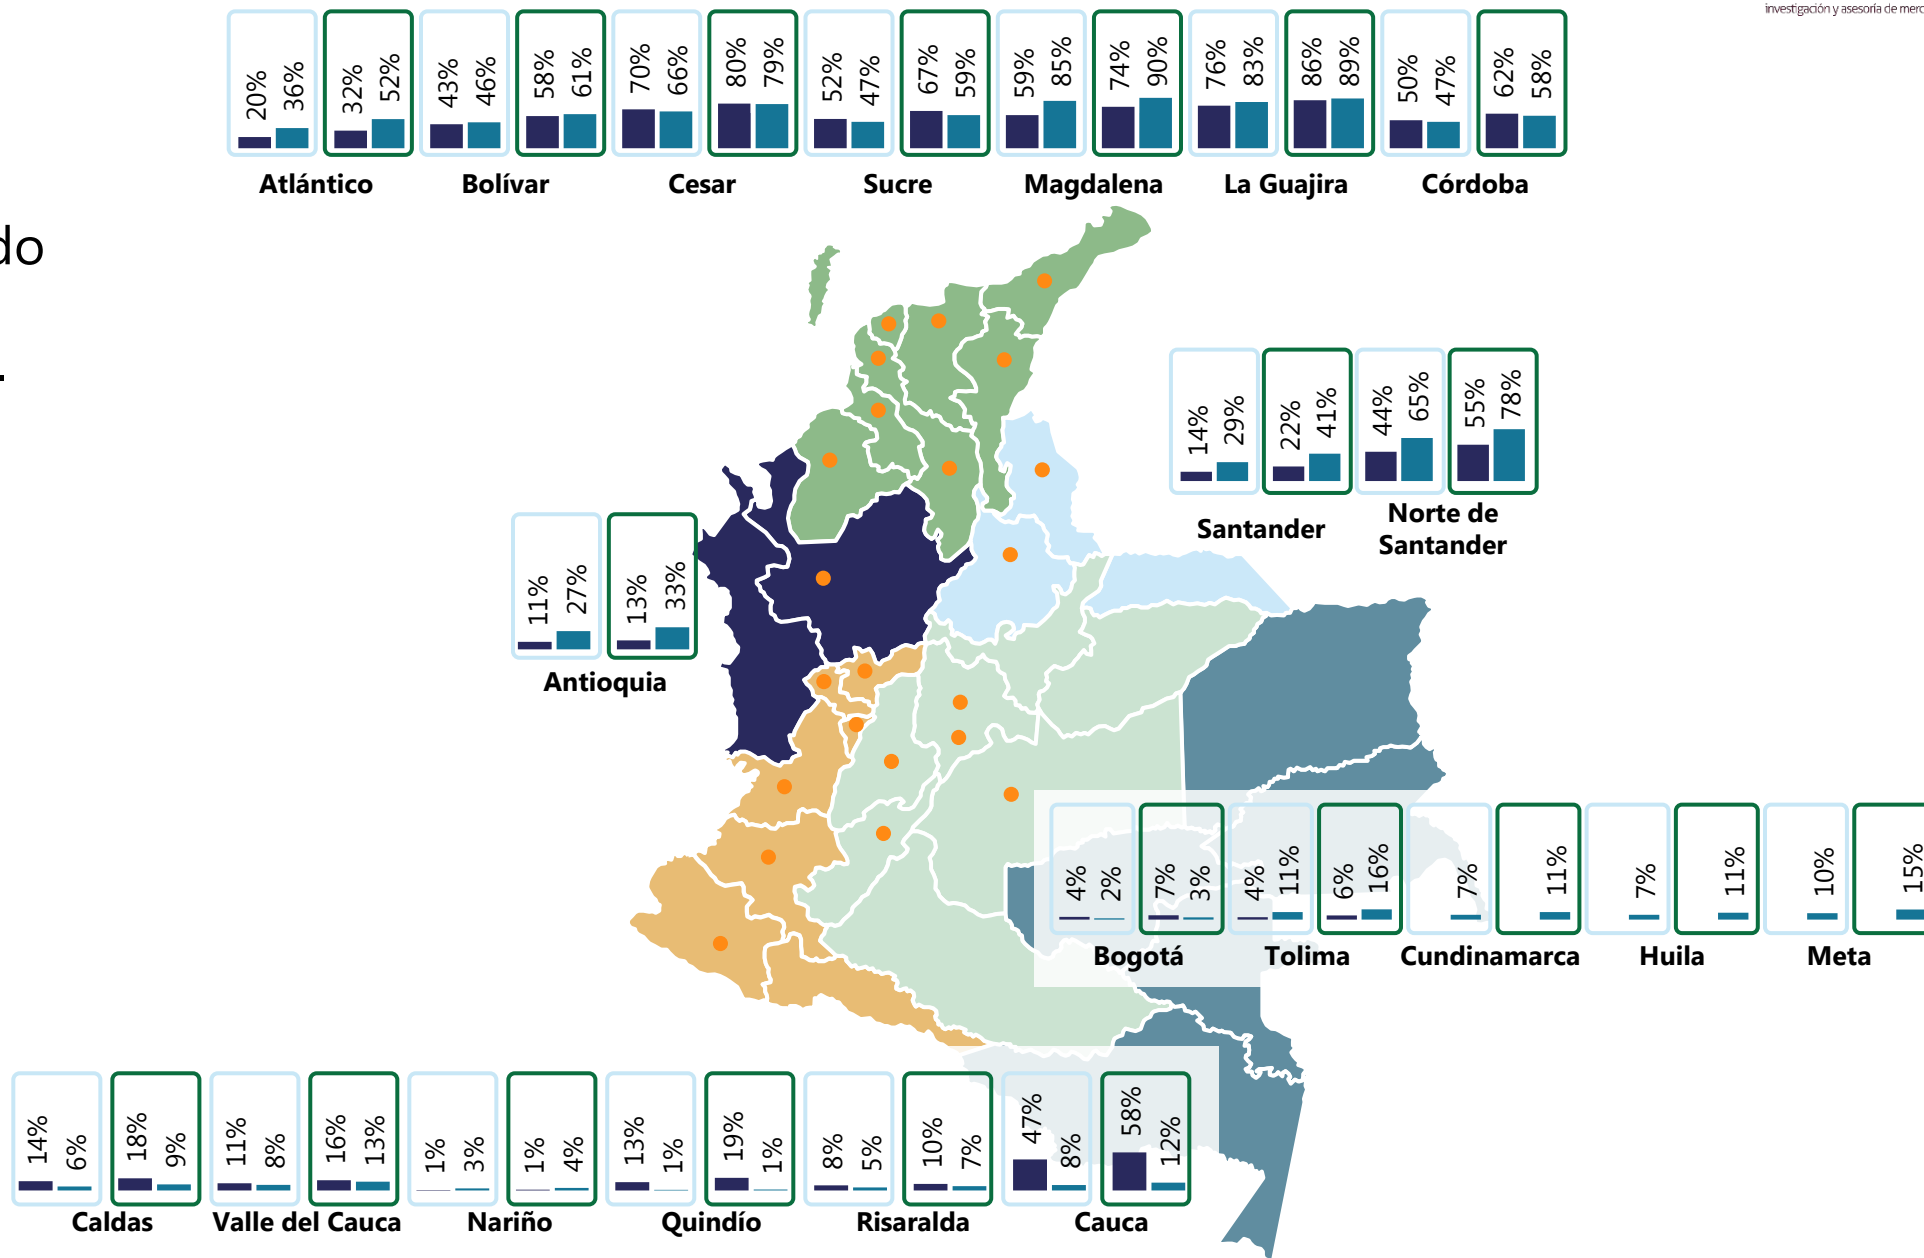 investigación y asesoría de merc
20% 36% 32% 52% 43% 46% 58% 61% 70% 66% 80% 79% 52% 47% 67% 59% 59% 85% 74% 90% 76% 83% 86% 89% 50% 47% 62% 58%
Atlántico Bolívar Cesar Sucre Magdalena La Guajira Córdoba
do
.
14% 29% 22% 41% 44% 65% 55% 78%
Santander
Norte de
Santander
11% 27% 13% 33%
Antioquia
4% 2% 7% 3% 4% 11% 6% 16% 7% 11% 7% 11% 10% 15%
Bogotá Tolima Cundinamarca Huila Meta
14% 6% 18% 9% 11% 8% 16% 13% 1% 3% 1% 4% 13% 1% 19% 1% 8% 5% 10% 7% 47% 8% 58% 12%
Caldas Valle del Cauca Nariño Quindío Risaralda Cauca